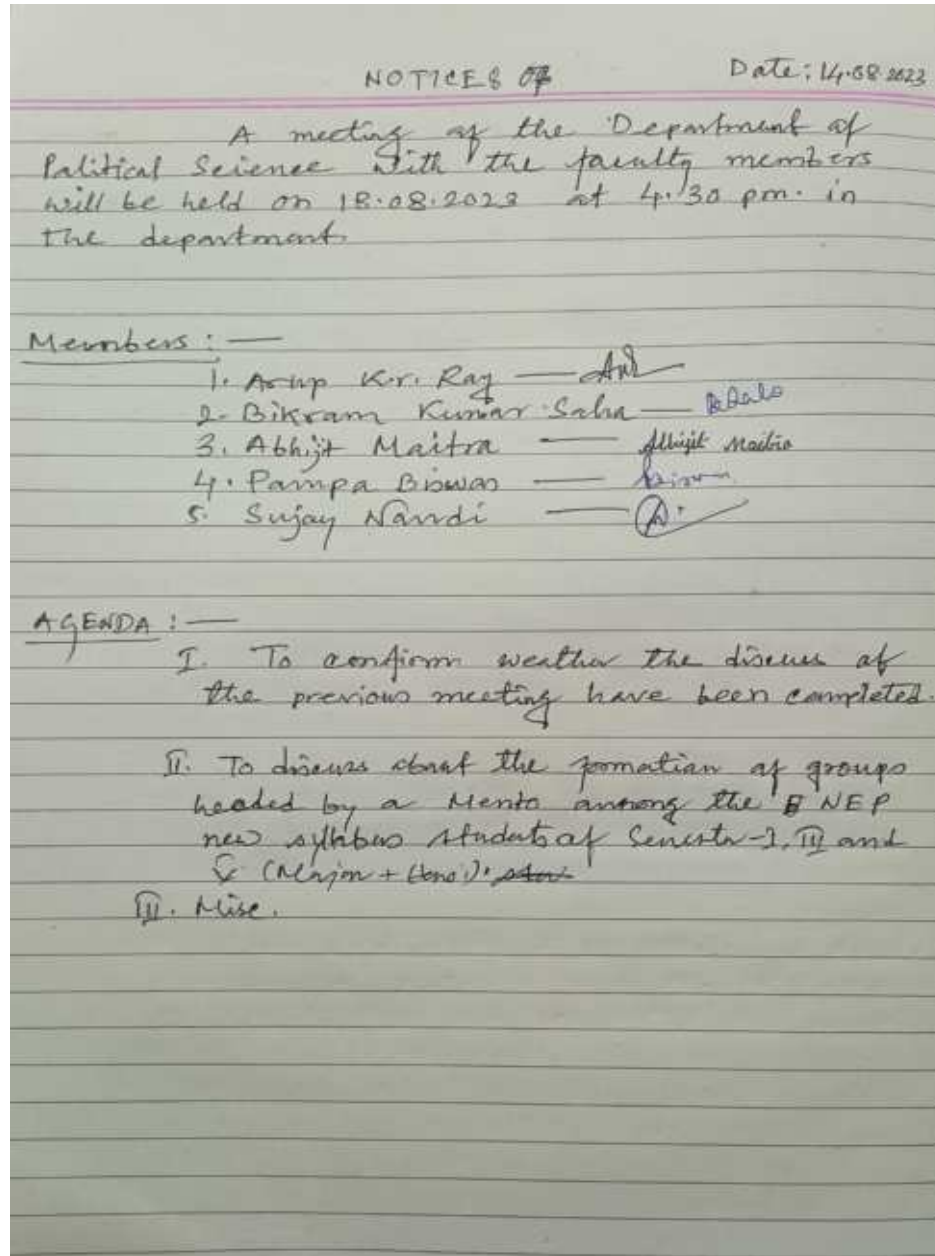 NOTICES Date: 14.08.2023
A meeting of the Department of
Political Science with the faculty members
will be held on 18.08.2023 at 4.30 pm. in
the department.
Members : —
1. Arup Kr. Ray —
2. Bikram Kumar Saha —
3. Abhijit Maitra — Abhijit Maitra
4. Pampa Biswas —
5. Sujay Nandi —
AGENDA : —
I. To confirm weather the discuss of
the previous meeting have been completed.
II. To discuss about the formation of groups
headed by a Mento among the NEP
new syllabus students of Semester-I, III and
(Major + Hons).
III. Misc.